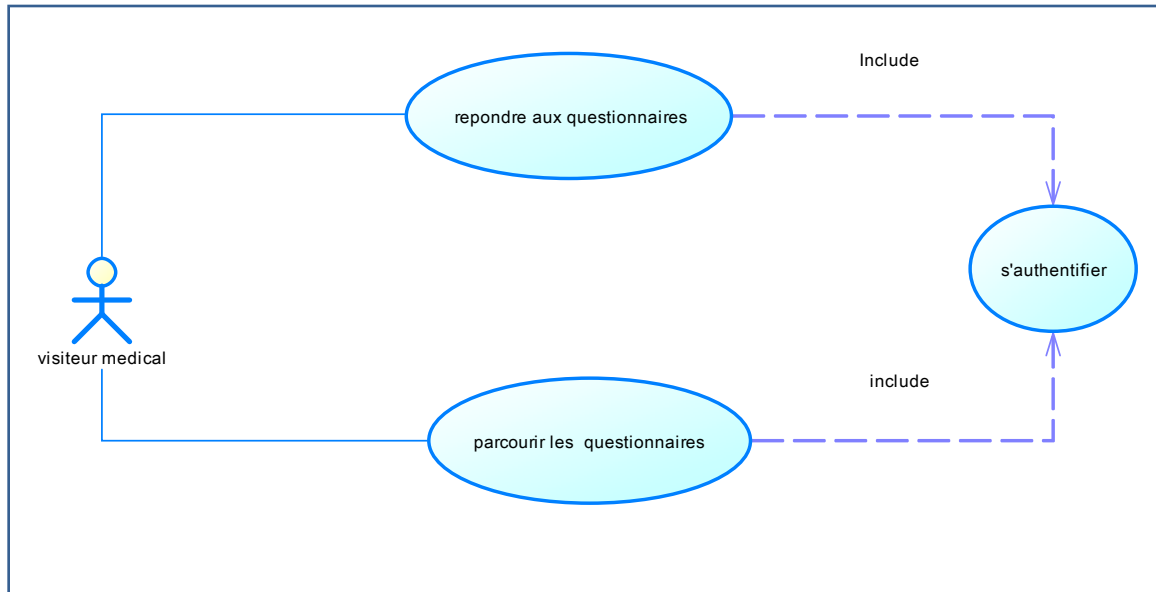 Include
repondre aux questionnaires
s'authentifier
visiteur medical
include
parcourir les questionnaires